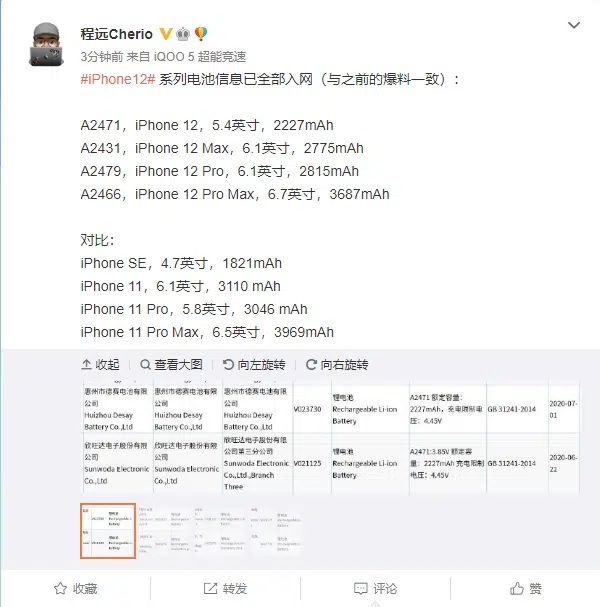 程远Cherio
3分钟前 来自 iQOO 5 超能竞速
#iPhone12# 系列电池信息已全部入网（与之前的爆料一致）：
A2471，iPhone 12，5.4英寸，2227mAh
A2431，iPhone 12 Max，6.1英寸，2775mAh
A2479，iPhone 12 Pro，6.1英寸，2815mAh
A2466，iPhone 12 Pro Max，6.7英寸，3687mAh
对比：
iPhone SE，4.7英寸，1821mAh
iPhone 11，6.1英寸，3110 mAh
iPhone 11 Pro，5.8英寸，3046 mAh
iPhone 11 Pro Max，6.5英寸，3969mAh
收起 查看大图 向左旋转 向右旋转
惠州市德赛电池有限公司
Huizhou Desay
Battery Co.,Ltd
惠州市德赛电池有限公司
Huizhou Desay
Battery Co.,Ltd
惠州市德赛电池有限公司
Huizhou Desay
Battery Co.,Ltd
V023730
锂电池
Rechargeable Li-ion
Battery
A2471 额定容量：
2227mAh，充电限制电
压：4.45V
GB 31241-2014
2020-07-
01
欣旺达电子股份有限
公司
Sunwoda Electronic
Co.,Ltd
欣旺达电子股份有限
公司
Sunwoda Electronic
Co.,Ltd
欣旺达电子股份有限
公司第三分公司
Sunwoda Electronic
Co.,Ltd.,Branch
Three
V021125
锂电池
Rechargeable Li-ion
Battery
A2471:3.85V 额定容
量：2227mAh 充电限制
电压：4.45V
GB 31241-2014
2020-06-
22
收藏 转发 评论 赞